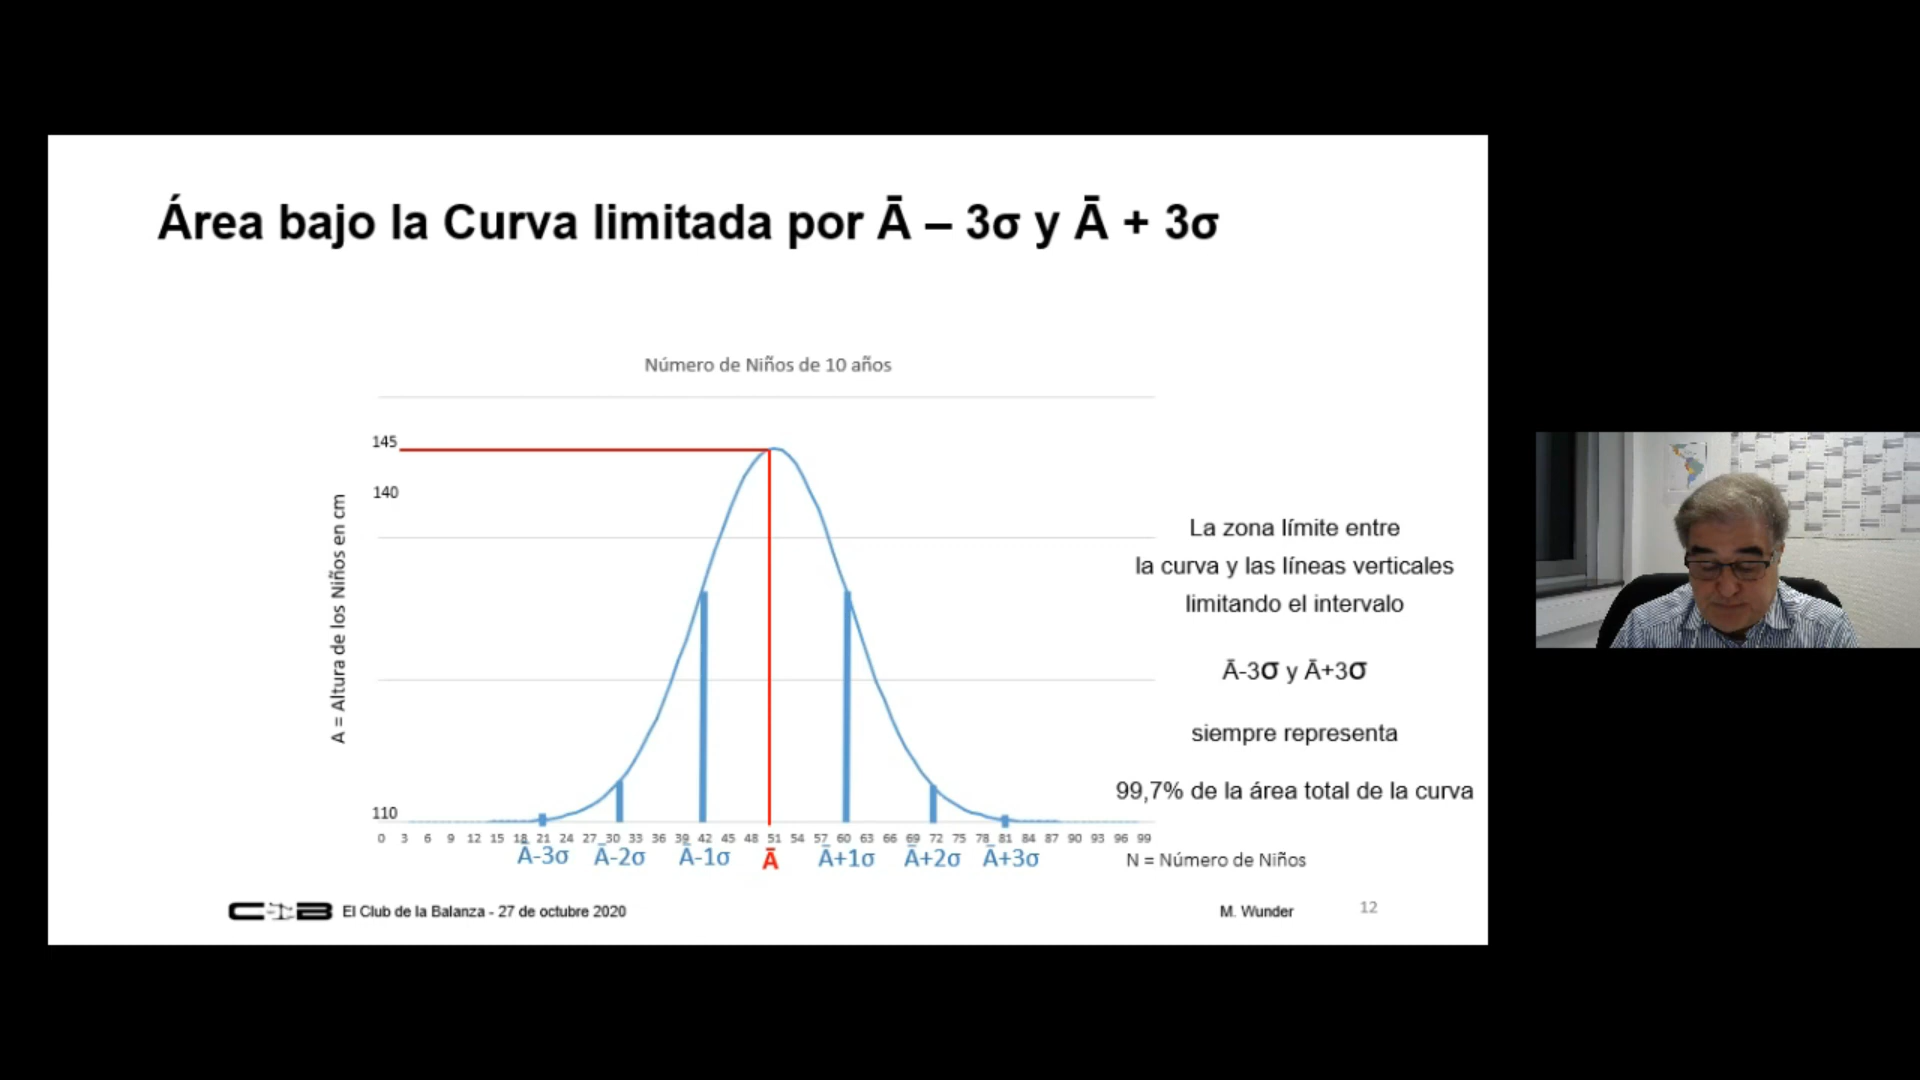 Área bajo la Curva limitada por Ā – 3σ y Ā + 3σ
Número de Niños de 10 años
145
140
110
A = Altura de los Niños en cm
0 3 6 9 12 15 18 21 24 27 30 33 36 39 42 45 48 51 54 57 60 63 66 69 72 75 78 81 84 87 90 93 96 99
Ā-3σ Ā-2σ Ā-1σ Ā Ā+1σ Ā+2σ Ā+3σ
N = Número de Niños
La zona límite entre
la curva y las líneas verticales
limitando el intervalo
Ā-3σ y Ā+3σ
siempre representa
99,7% de la área total de la curva
El Club de la Balanza - 27 de octubre 2020
M. Wunder
12